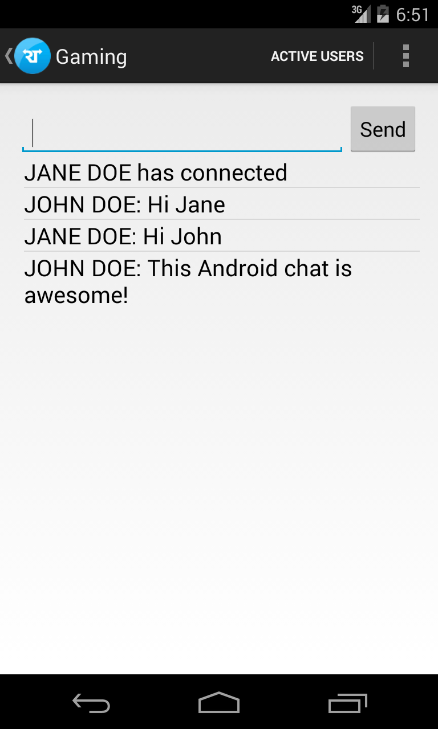 3G 6:51
Gaming ACTIVE USERS
Send
JANE DOE has connected
JOHN DOE: Hi Jane
JANE DOE: Hi John
JOHN DOE: This Android chat is
awesome!